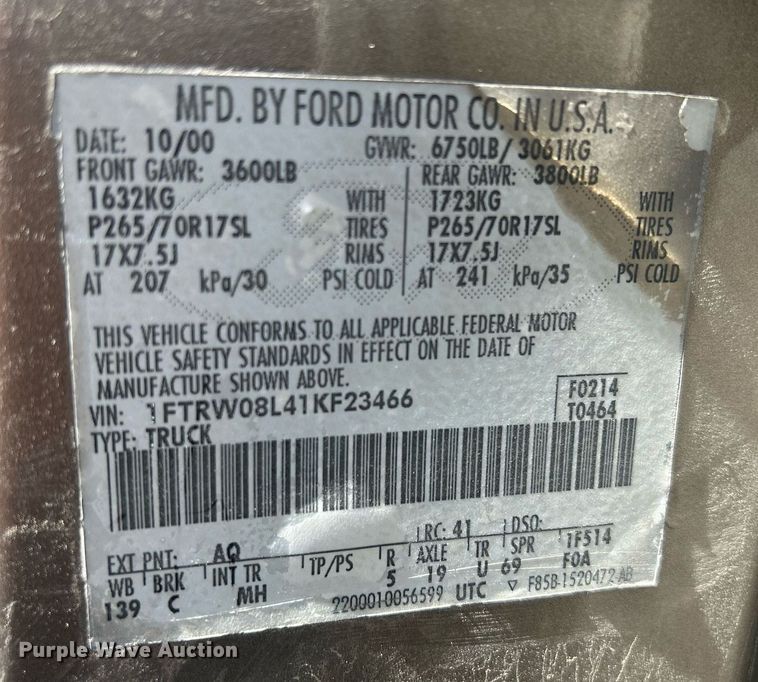 MFD. BY FORD MOTOR CO. IN U.S.A.
DATE: 10/00 GVWR: 6750LB/ 3061KG
FRONT GAWR: 3600LB REAR GAWR: 3800LB
1632KG WITH 1723KG WITH
P265/70R17SL TIRES P265/70R17SL TIRES
17X7.5J RIMS 17X7.5J RIMS
AT 207 kPa/30 PSI COLD AT 241 kPa/35 PSI COLD
THIS VEHICLE CONFORMS TO ALL APPLICABLE FEDERAL MOTOR
VEHICLE SAFETY STANDARDS IN EFFECT ON THE DATE OF
MANUFACTURE SHOWN ABOVE.
VIN: 1FTRW08L41KF23466 F0214
TYPE: TRUCK T0464
EXT PNT: AQ RC: 41 DSO:
WB BRK INT TR TP/PS R AXLE TR SPR 1F514
139 C MH 5 19 U 69 F0A
2200010056599 UTC ▽ F85B-1520472 AB
Purple Wave Auction